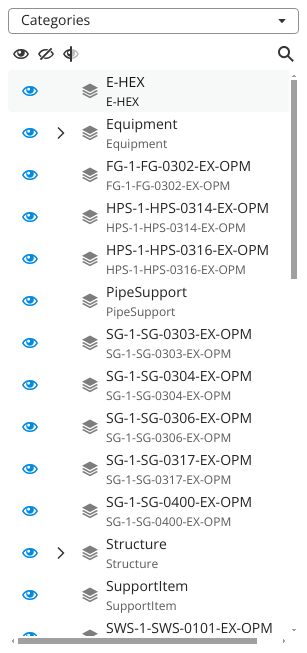 Categories
E-HEX
E-HEX
Equipment
Equipment
FG-1-FG-0302-EX-OPM
FG-1-FG-0302-EX-OPM
HPS-1-HPS-0314-EX-OPM
HPS-1-HPS-0314-EX-OPM
HPS-1-HPS-0316-EX-OPM
HPS-1-HPS-0316-EX-OPM
PipeSupport
PipeSupport
SG-1-SG-0303-EX-OPM
SG-1-SG-0303-EX-OPM
SG-1-SG-0304-EX-OPM
SG-1-SG-0304-EX-OPM
SG-1-SG-0306-EX-OPM
SG-1-SG-0306-EX-OPM
SG-1-SG-0317-EX-OPM
SG-1-SG-0317-EX-OPM
SG-1-SG-0400-EX-OPM
SG-1-SG-0400-EX-OPM
Structure
Structure
SupportItem
SupportItem
SWS-1-SWS-0101-EX-OPM